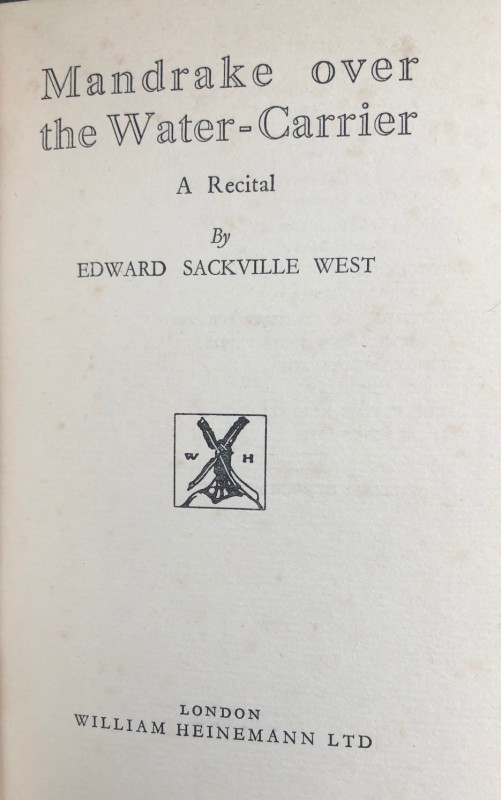 Mandrake over
the Water-Carrier
A Recital
By
EDWARD SACKVILLE WEST
W H
LONDON
WILLIAM HEINEMANN LTD